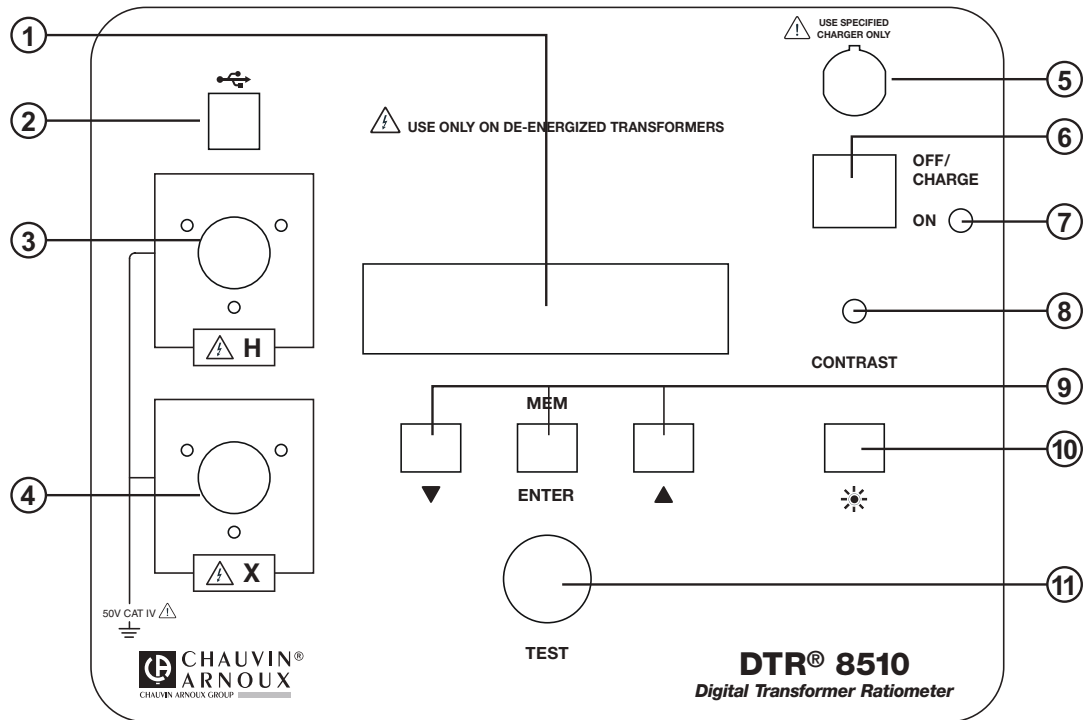 1
USE SPECIFIED
CHARGER ONLY
2
5
USE ONLY ON DE-ENERGIZED TRANSFORMERS
6
OFF/
CHARGE
ON
7
3
8
H
CONTRAST
MEM
9
10
4
ENTER
X
11
50V CAT IV
TEST
CHAUVIN®
ARNOUX
CHAUVIN ARNOUX GROUP
DTR® 8510
Digital Transformer Ratiometer